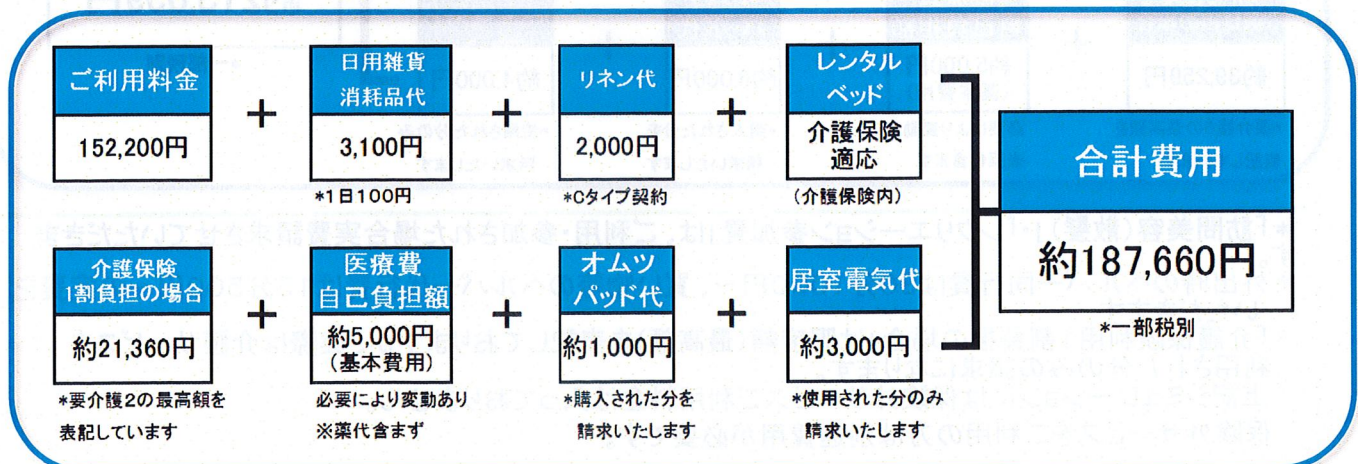 ご利用料金
152,200円
+
日用雑貨
消耗品代
3,100円
*1日100円
+
リネン代
2,000円
*Cタイプ契約
+
レンタル
ベッド
介護保険
適応
(介護保険内)
介護保険
1割負担の場合
約21,360円
*要介護2の最高額を
表記しています
+
医療費
自己負担額
約5,000円
(基本費用)
必要により変動あり
※薬代含まず
+
オムツ
パッド代
約1,000円
*購入された分を
請求いたします
+
居室電気代
約3,000円
*使用された分のみ
請求いたします
合計費用
約187,660円
*一部税別